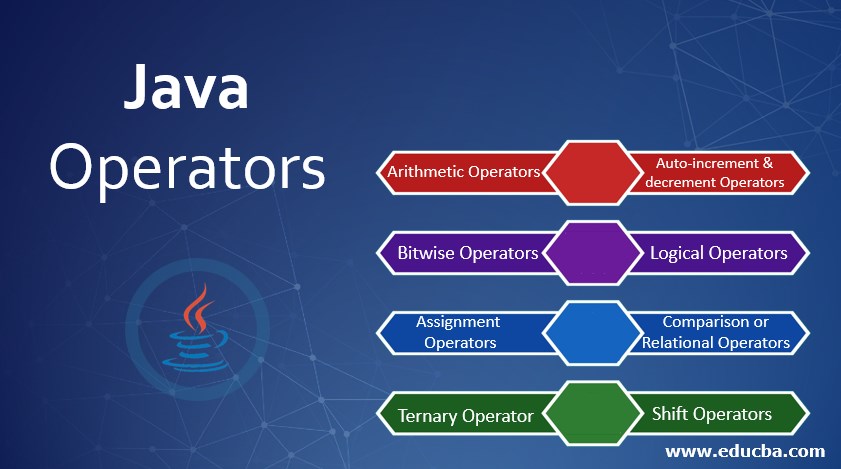 Java
Operators
Arithmetic Operators
Auto-increment &
decrement Operators
Bitwise Operators
Logical Operators
Assignment
Operators
Comparison or
Relational Operators
Ternary Operator
Shift Operators
www.educba.com